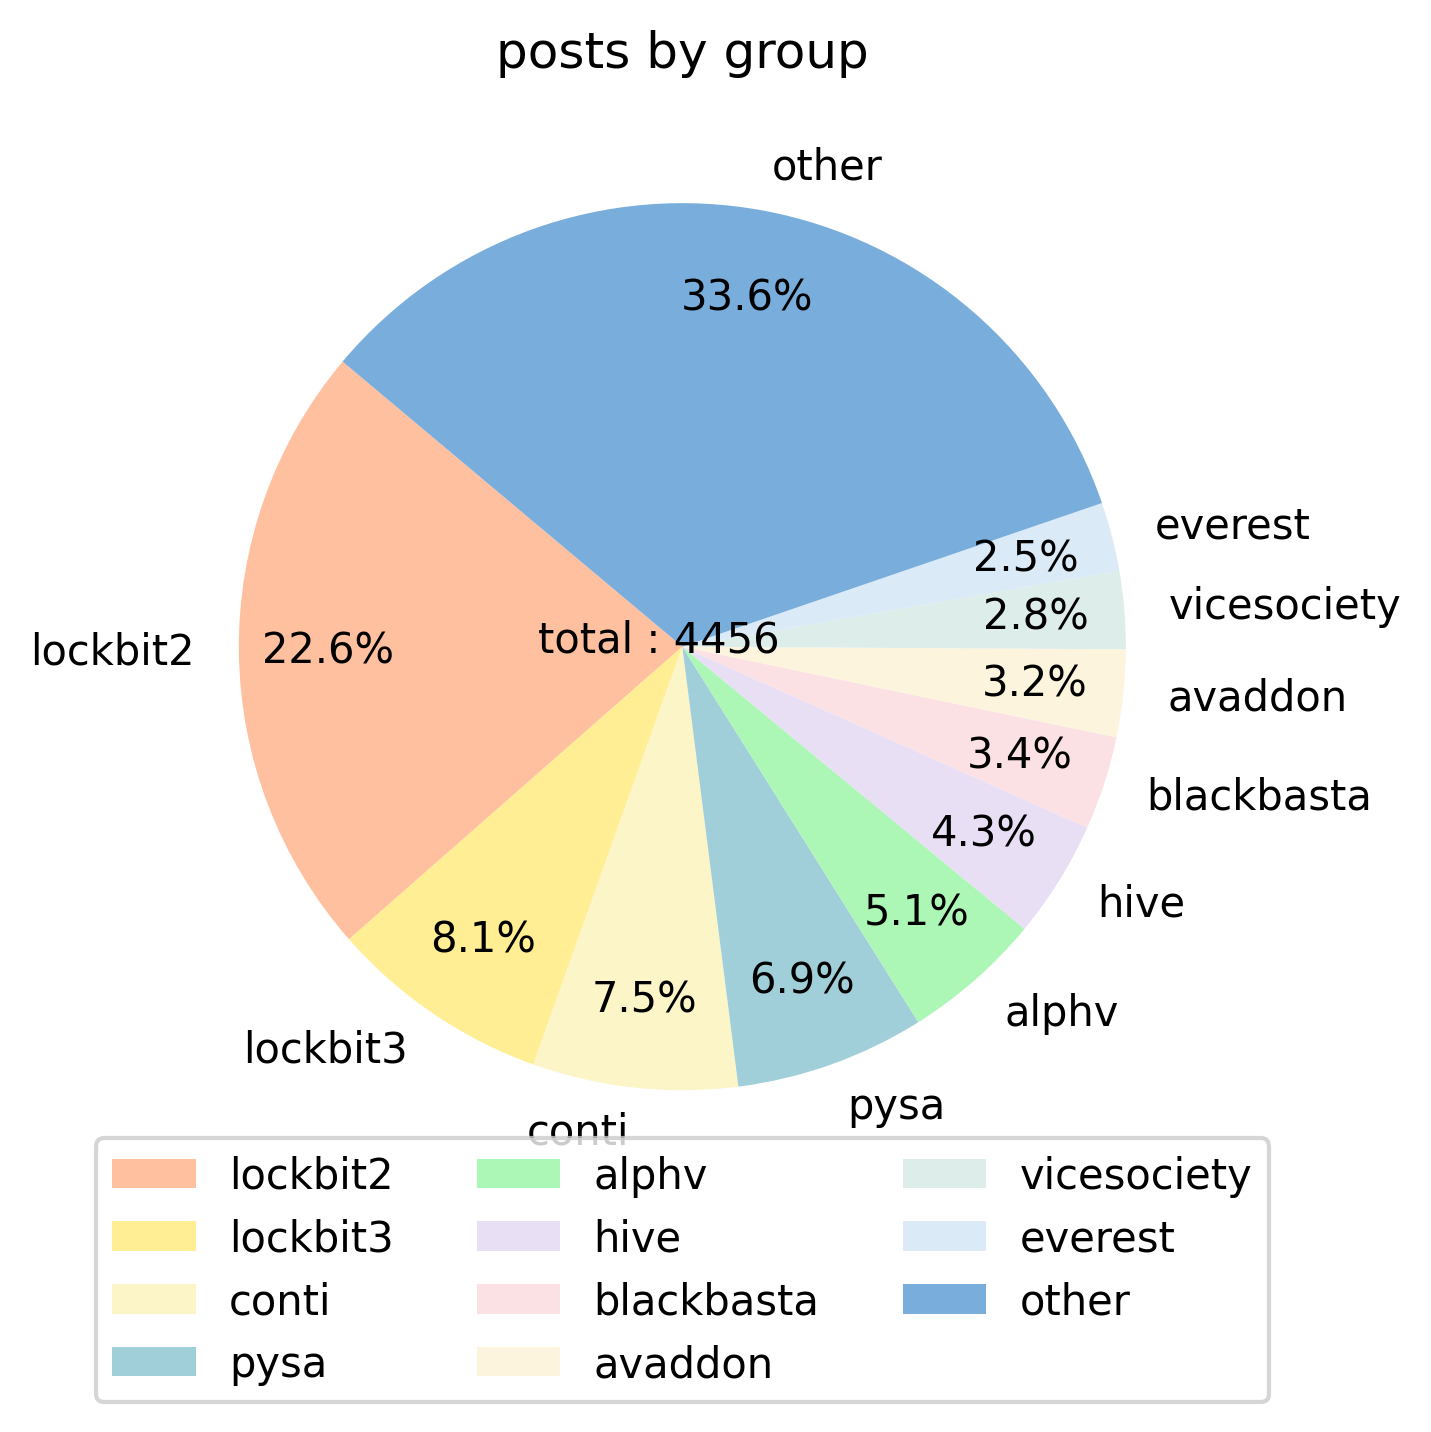 posts by group
other
33.6%
everest
2.5%
vicesociety
2.8%
total : 4456
lockbit2
22.6%
avaddon
3.2%
blackbasta
3.4%
hive
4.3%
alphv
5.1%
pysa
6.9%
conti
7.5%
lockbit3
8.1%
lockbit2
lockbit3
conti
pysa
alphv
hive
blackbasta
avaddon
vicesociety
everest
other